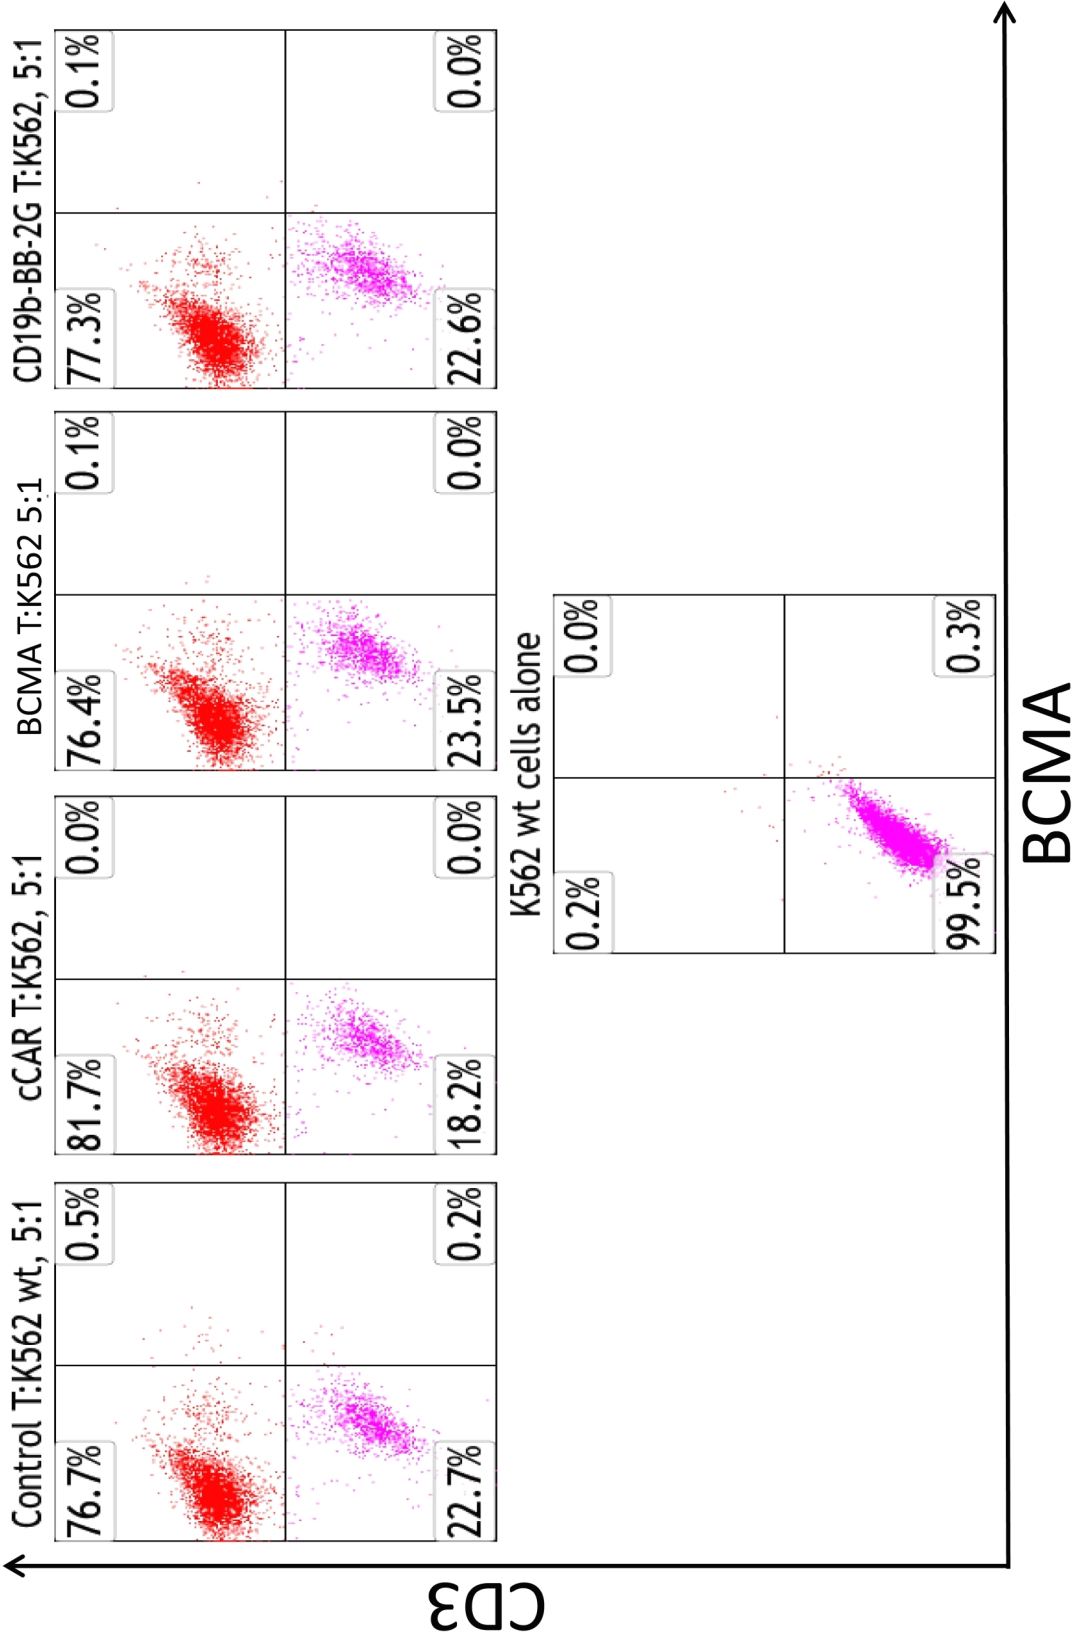 Control T:K562 wt, 5:1
76.7%
0.5%
22.7%
0.2%
cCAR T:K562, 5:1
81.7%
0.0%
18.2%
0.0%
BCMA T:K562 5:1
76.4%
0.1%
23.5%
0.0%
CD19b-BB-2G T:K562, 5:1
77.3%
0.1%
22.6%
0.0%
K562 wt cells alone
0.2%
0.0%
99.5%
0.3%
CD3
BCMA